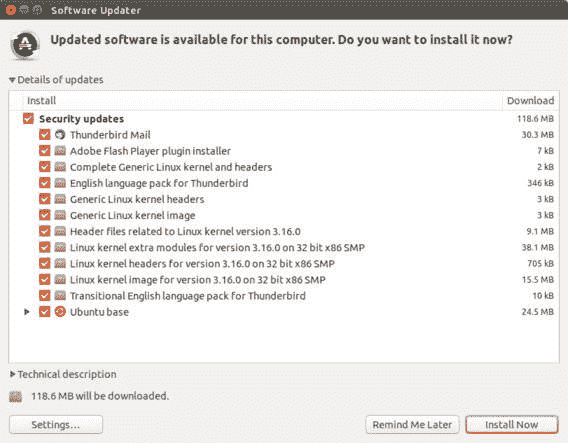 Software Updater
Updated software is available for this computer. Do you want to install it now?
Details of updates
Install Download
Security updates 118.6 MB
Thunderbird Mail 30.3 MB
Adobe Flash Player plugin installer 7 kB
Complete Generic Linux kernel and headers 2 kB
English language pack for Thunderbird 346 kB
Generic Linux kernel headers 3 kB
Generic Linux kernel image 3 kB
Header files related to Linux kernel version 3.16.0 9.1 MB
Linux kernel extra modules for version 3.16.0 on 32 bit x86 SMP 38.1 MB
Linux kernel headers for version 3.16.0 on 32 bit x86 SMP 705 kB
Linux kernel image for version 3.16.0 on 32 bit x86 SMP 15.5 MB
Transitional English language pack for Thunderbird 10 kB
Ubuntu base 24.5 MB
Technical description
118.6 MB will be downloaded.
Settings... Remind Me Later Install Now